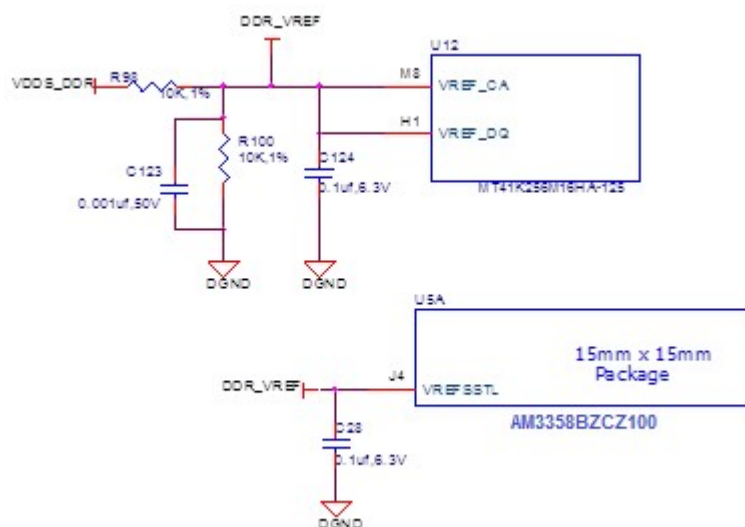 DDR_VREF
U12
VDDS_DDR
R98
10K,1%
M8
VREF_CA
H1
VREF_DQ
R100
10K,1%
C123
0.001uf,50V
C124
0.1uf,6.3V
MT41K256M16HA-125
DGND
DGND
U5A
15mm x 15mm
Package
DDR_VREF
J4
VREFSSTL
AM3358BZCZ100
C28
0.1uf,6.3V
DGND